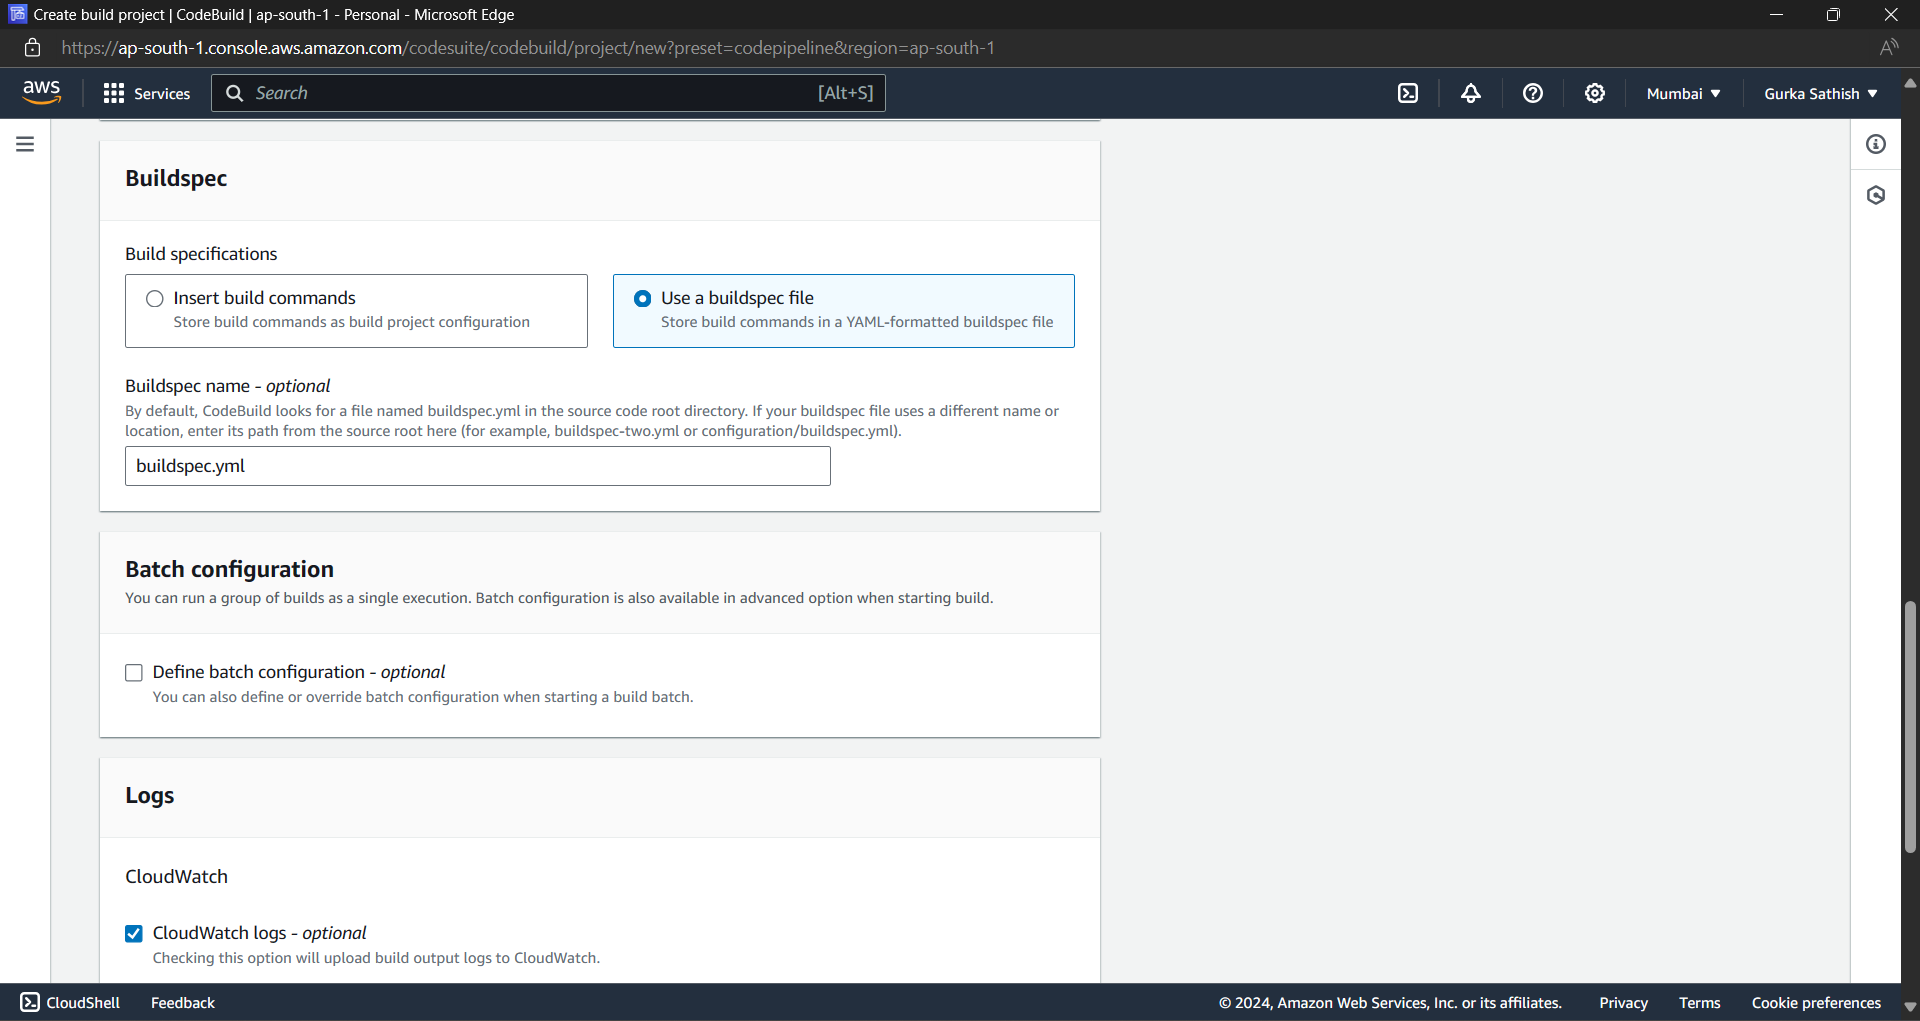 Create build project | CodeBuild | ap-south-1 - Personal - Microsoft Edge
https://ap-south-1.console.aws.amazon.com/codesuite/codebuild/project/new?preset=codepipeline&region=ap-south-1
aws Services Search [Alt+S] Mumbai Gurka Sathish
Buildspec
Build specifications
Insert build commands
Store build commands as build project configuration
Use a buildspec file
Store build commands in a YAML-formatted buildspec file
Buildspec name - optional
By default, CodeBuild looks for a file named buildspec.yml in the source code root directory. If your buildspec file uses a different name or
location, enter its path from the source root here (for example, buildspec-two.yml or configuration/buildspec.yml).
buildspec.yml
Batch configuration
You can run a group of builds as a single execution. Batch configuration is also available in advanced option when starting build.
Define batch configuration - optional
You can also define or override batch configuration when starting a build batch.
Logs
CloudWatch
CloudWatch logs - optional
Checking this option will upload build output logs to CloudWatch.
CloudShell Feedback © 2024, Amazon Web Services, Inc. or its affiliates. Privacy Terms Cookie preferences